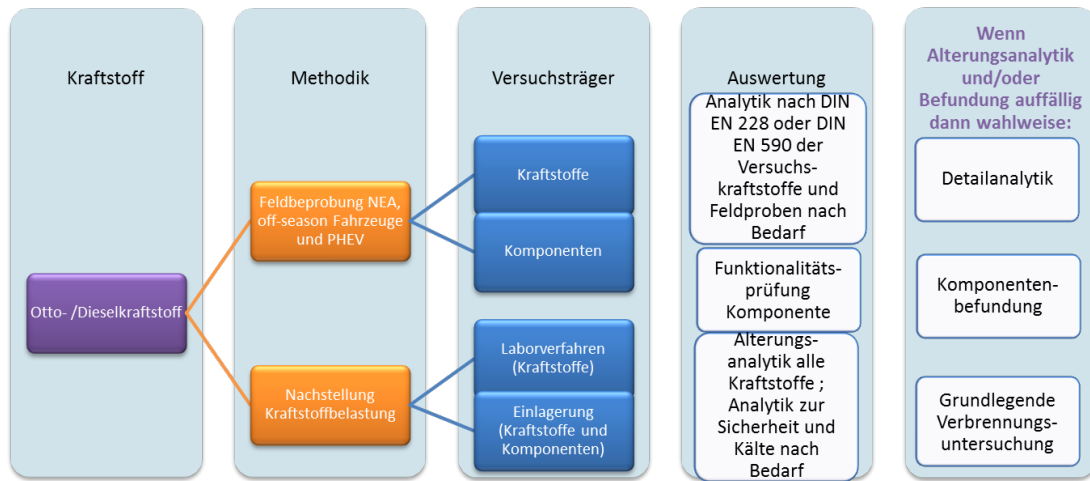 Kraftstoff
Otto- /Dieselkraftstoff
Methodik
Feldbeprobung NEA,
off-season Fahrzeuge
und PHEV
Nachstellung
Kraftstoffbelastung
Versuchsträger
Kraftstoffe
Komponenten
Laborverfahren
(Kraftstoffe)
Einlagerung
(Kraftstoffe und
Komponenten)
Auswertung
Analytik nach DIN
EN 228 oder DIN
EN 590 der
Versuchs-
kraftstoffe und
Feldproben nach
Bedarf
Funktionalitäts-
prüfung
Komponente
Alterungs-
analytik alle
Kraftstoffe ;
Analytik zur
Sicherheit und
Kälte nach
Bedarf
Wenn
Alterungsanalytik
und/oder
Befundung auffällig
dann wahlweise:
Detailanalytik
Komponenten-
befundung
Grundlegende
Verbrennungs-
untersuchung